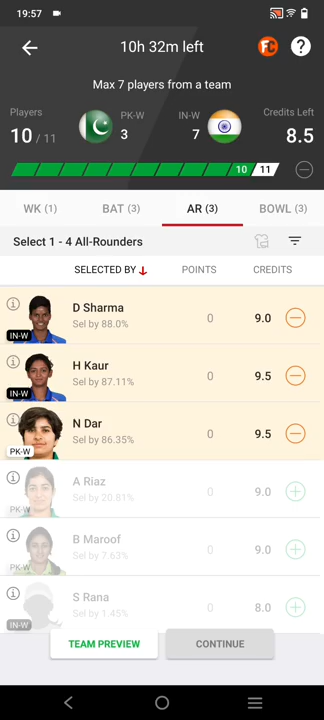 19:57
10h 32m left
FC
?
Max 7 players from a team
Players
10 / 11
PK-W
3
IN-W
7
Credits Left
8.5
10 11
WK (1) BAT (3) AR (3) BOWL (3)
Select 1 - 4 All-Rounders
SELECTED BY POINTS CREDITS
D Sharma
Sel by 88.0%
0 9.0
IN-W
H Kaur
Sel by 87.11%
0 9.5
IN-W
N Dar
Sel by 86.35%
0 9.5
PK-W
A Riaz
Sel by 20.81%
0 9.0
PK-W
B Maroof
Sel by 7.63%
0 9.0
PK-W
S Rana
Sel by 1.45%
0 8.0
IN-W
TEAM PREVIEW CONTINUE